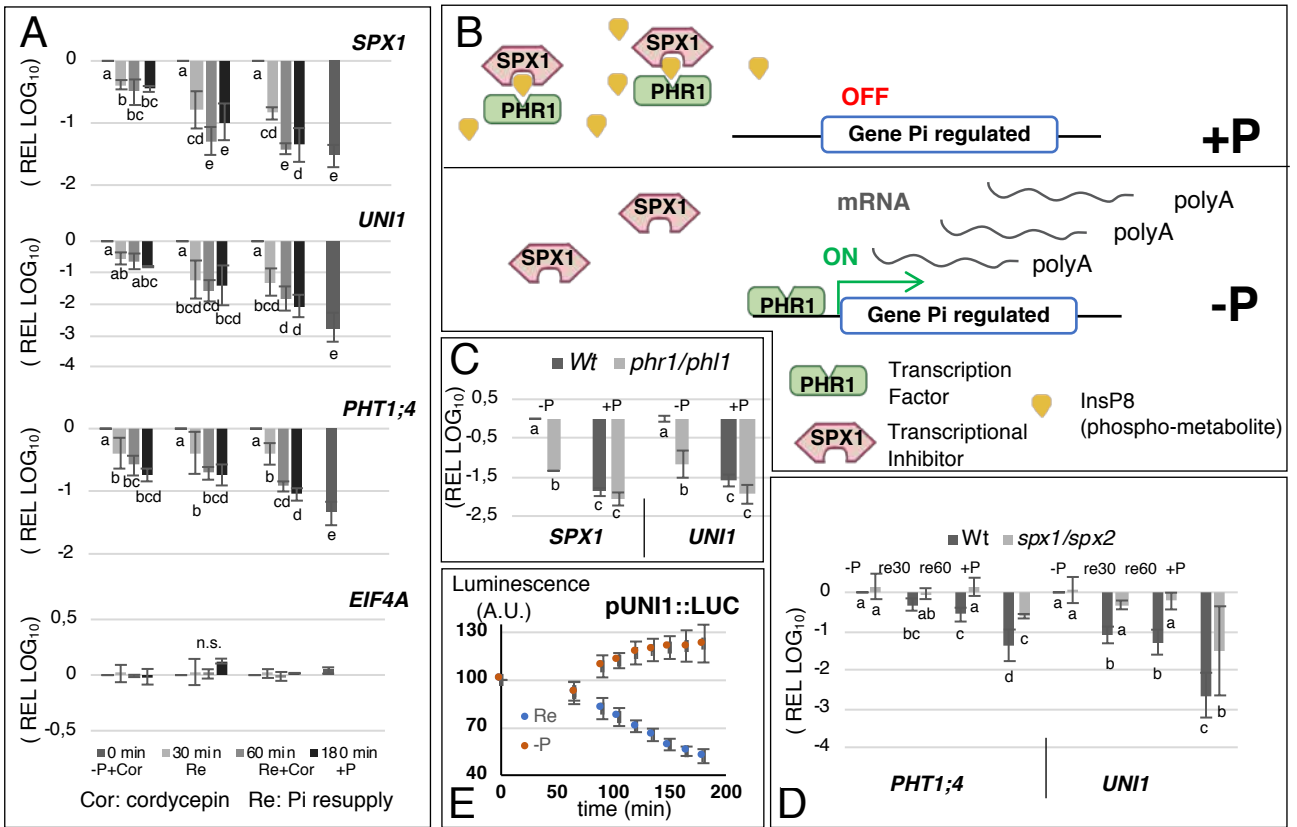 A
SPX1
( REL LOG10)
0
-1
-2
a
b
bc
bc
a
cd
e
e
a
cd
e
d
e
UNI1
( REL LOG10)
0
-1
-2
-3
-4
a
ab
abc
a
bcd
cd
bcd
a
bcd
d
d
e
PHT1;4
( REL LOG10)
0
-1
-2
a
b
bc
bcd
a
b
bcd
a
b
cd
d
e
EIF4A
( REL LOG10)
0,5
0
-0,5
n.s.
0 min
30 min
60 min
180 min
-P+Cor
Re
Re+Cor
+P
Cor: cordycepin Re: Pi resupply
B
SPX1
PHR1
SPX1
PHR1
OFF
Gene Pi regulated
+P
SPX1
SPX1
mRNA
polyA
polyA
polyA
ON
PHR1
Gene Pi regulated
-P
PHR1
Transcription
Factor
SPX1
Transcriptional
Inhibitor
InsP8
(phospho-metabolite)
C
Wt phr1/phl1
(REL LOG10)
0,5
-0,5
-1,5
-2,5
-P
+P
-P
+P
a
b
c
c
a
b
c
c
SPX1
UNI1
D
Wt spx1/spx2
( REL LOG10)
0
-1
-2
-3
-4
-P re30 re60 +P
-P re30 re60 +P
a
a
bc
ab
c
a
d
c
a
a
b
a
b
a
c
b
PHT1;4
UNI1
E
Luminescence
(A.U.)
pUNI1::LUC
130
100
70
40
Re
-P
0
50
100
150
200
time (min)